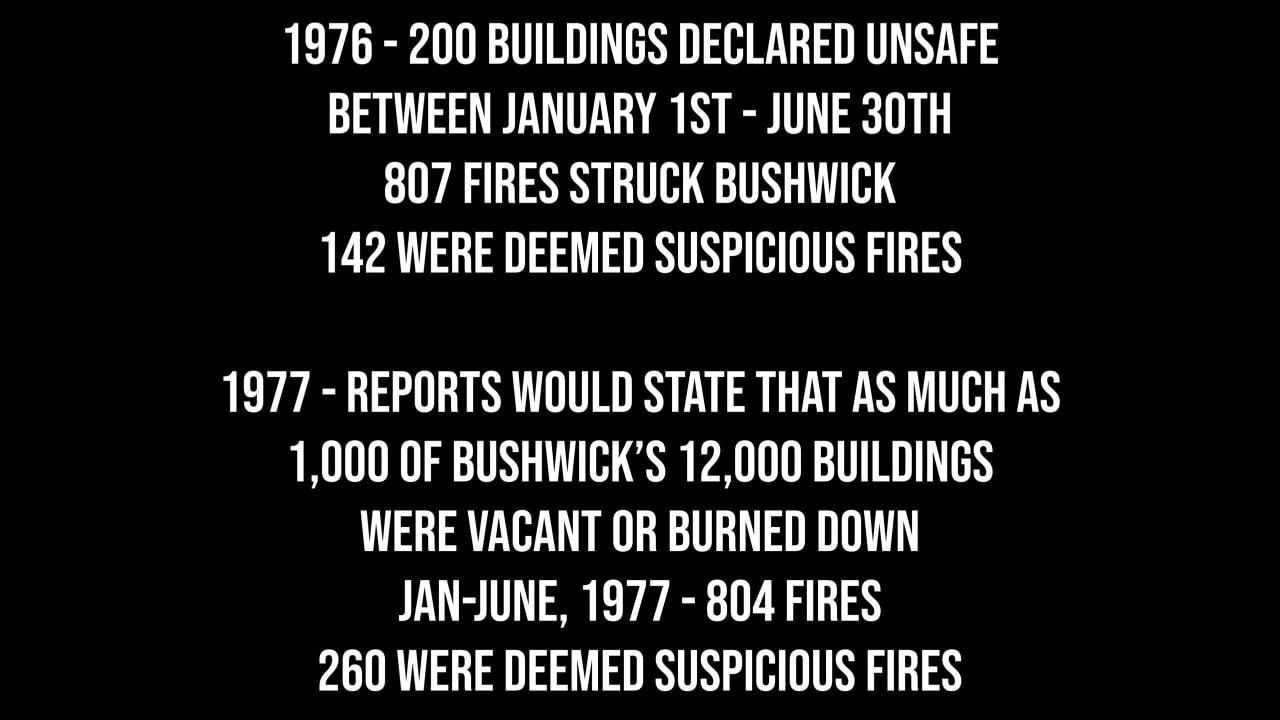 1976 - 200 BUILDINGS DECLARED UNSAFE
BETWEEN JANUARY 1ST - JUNE 30TH
807 FIRES STRUCK BUSHWICK
142 WERE DEEMED SUSPICIOUS FIRES
1977 - REPORTS WOULD STATE THAT AS MUCH AS
1,000 OF BUSHWICK’S 12,000 BUILDINGS
WERE VACANT OR BURNED DOWN
JAN-JUNE, 1977 - 804 FIRES
260 WERE DEEMED SUSPICIOUS FIRES